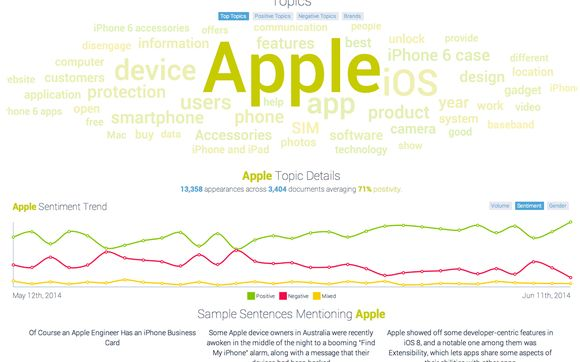 Topics
Top Topics Positive Topics Negative Topics Brands
iPhone 6 accessories offers communication people
disengage information features best unlock provide
computer device Apple iOS iPhone 6 case different
ebsite customers design location
application protection users help app gadget iPhon
hone 6 apps open smartphone phone product year work video
free SIM camera system baseband
Mac buy data Accessories software good
iPhone and iPad photos technology show
Apple Topic Details
13,358 appearances across 3,404 documents averaging 71% positivity.
Apple Sentiment Trend Volume Sentiment Gender
May 12th, 2014 Positive Negative Mixed Jun 11th, 2014
Sample Sentences Mentioning Apple
Of Course an Apple Engineer Has an iPhone Business
Card
Some Apple device owners in Australia were recently
awoken in the middle of the night to a booming "Find
My iPhone" alarm, along with a message that their
Apple showed off some developer-centric features in
iOS 8, and a notable one among them was
Extensibility, which lets apps share some aspects of